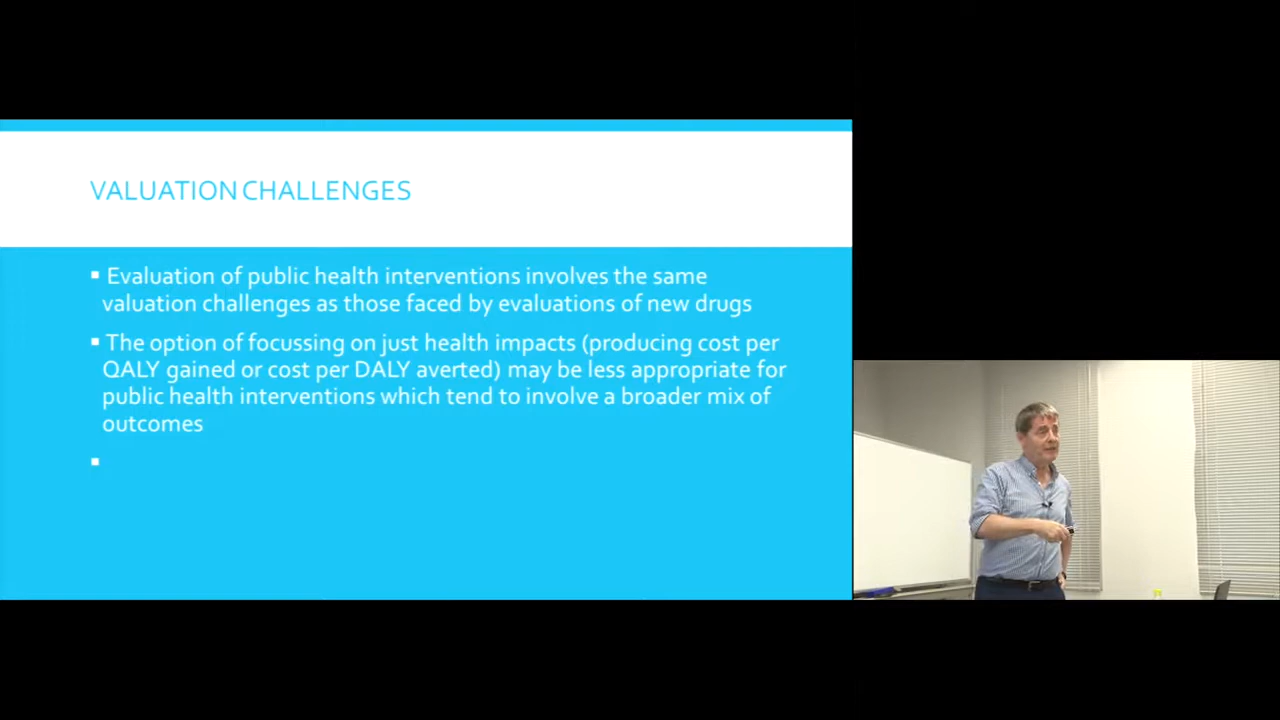 VALUATION CHALLENGES
▪ Evaluation of public health interventions involves the same
valuation challenges as those faced by evaluations of new drugs
▪ The option of focussing on just health impacts (producing cost per
QALY gained or cost per DALY averted) may be less appropriate for
public health interventions which tend to involve a broader mix of
outcomes
▪